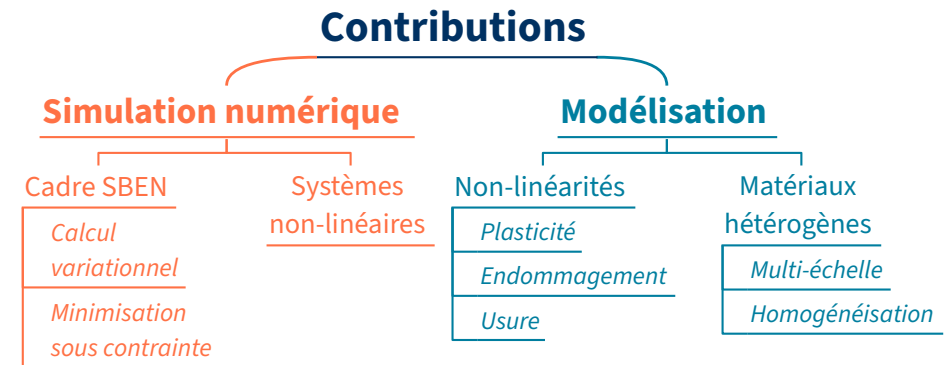 Contributions
Simulation numérique
Modélisation
Cadre SBEN
Calcul
variationnel
Minimisation
sous contrainte
Systèmes
non-linéaires
Non-linéarités
Plasticité
Endommagement
Usure
Matériaux
hétérogènes
Multi-échelle
Homogénéisation